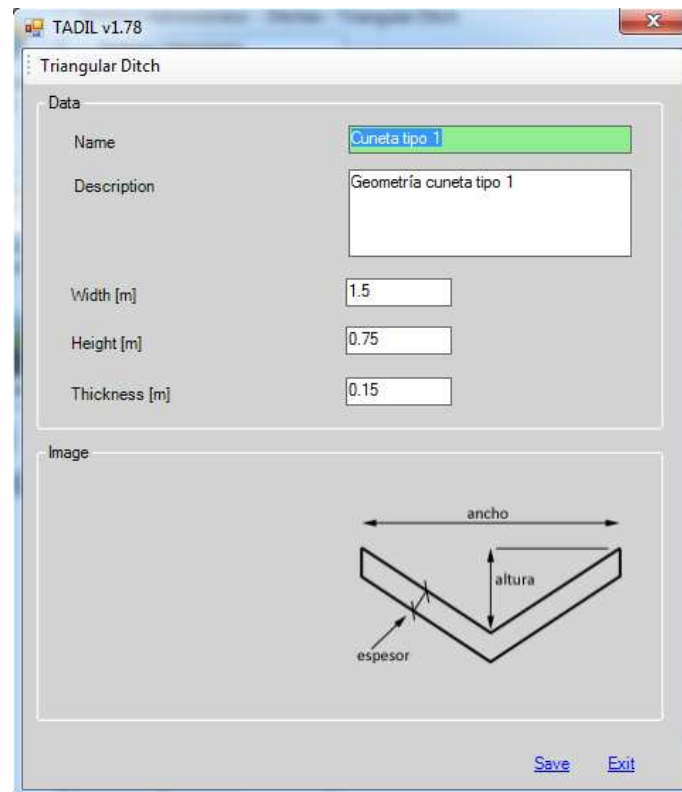 TADIL v1.78
Triangular Ditch
Data
Name
Cuneta tipo 1
Description
Geometría cuneta tipo 1
Width [m]
1.5
Height [m]
0.75
Thickness [m]
0.15
Image
ancho
altura
espesor
Save
Exit